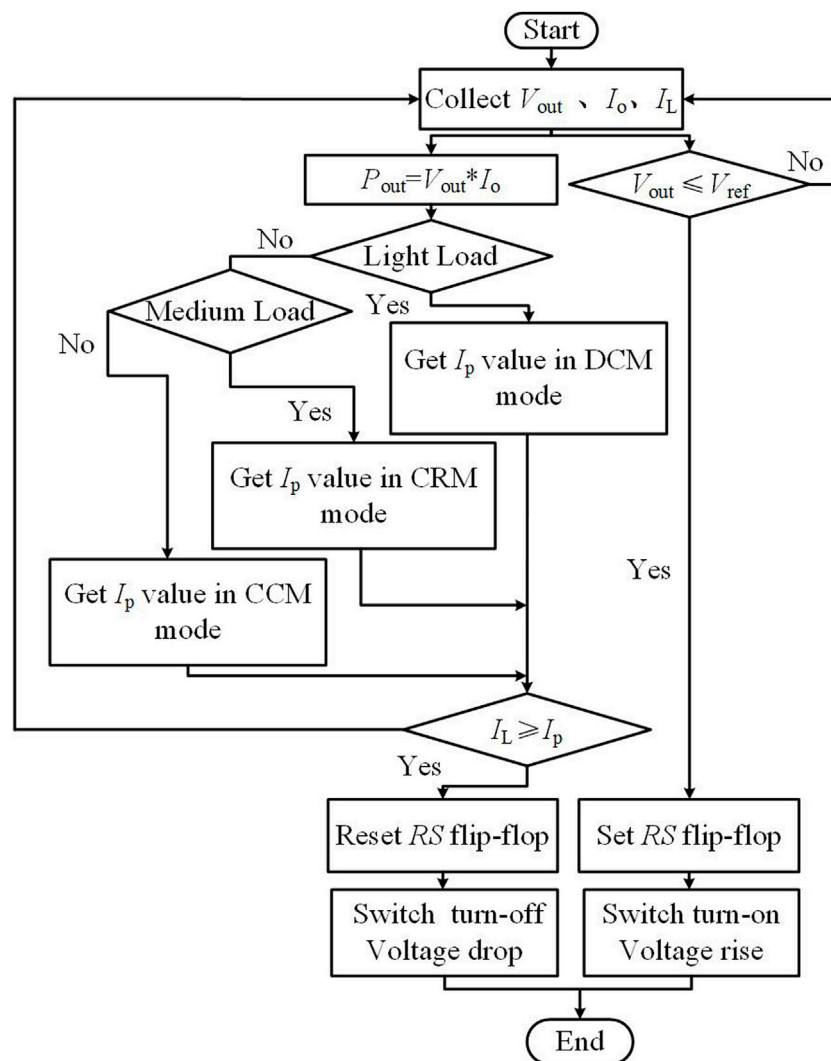 Start
Collect Vout 、 Io、 IL
Pout=Vout*Io
Vout ≤ Vref
No
No
Light Load
Yes
Medium Load
No
Get Ip value in DCM
mode
Yes
Get Ip value in CRM
mode
Yes
Get Ip value in CCM
mode
IL ≥ Ip
Yes
Reset RS flip-flop
Set RS flip-flop
Switch turn-off
Voltage drop
Switch turn-on
Voltage rise
End